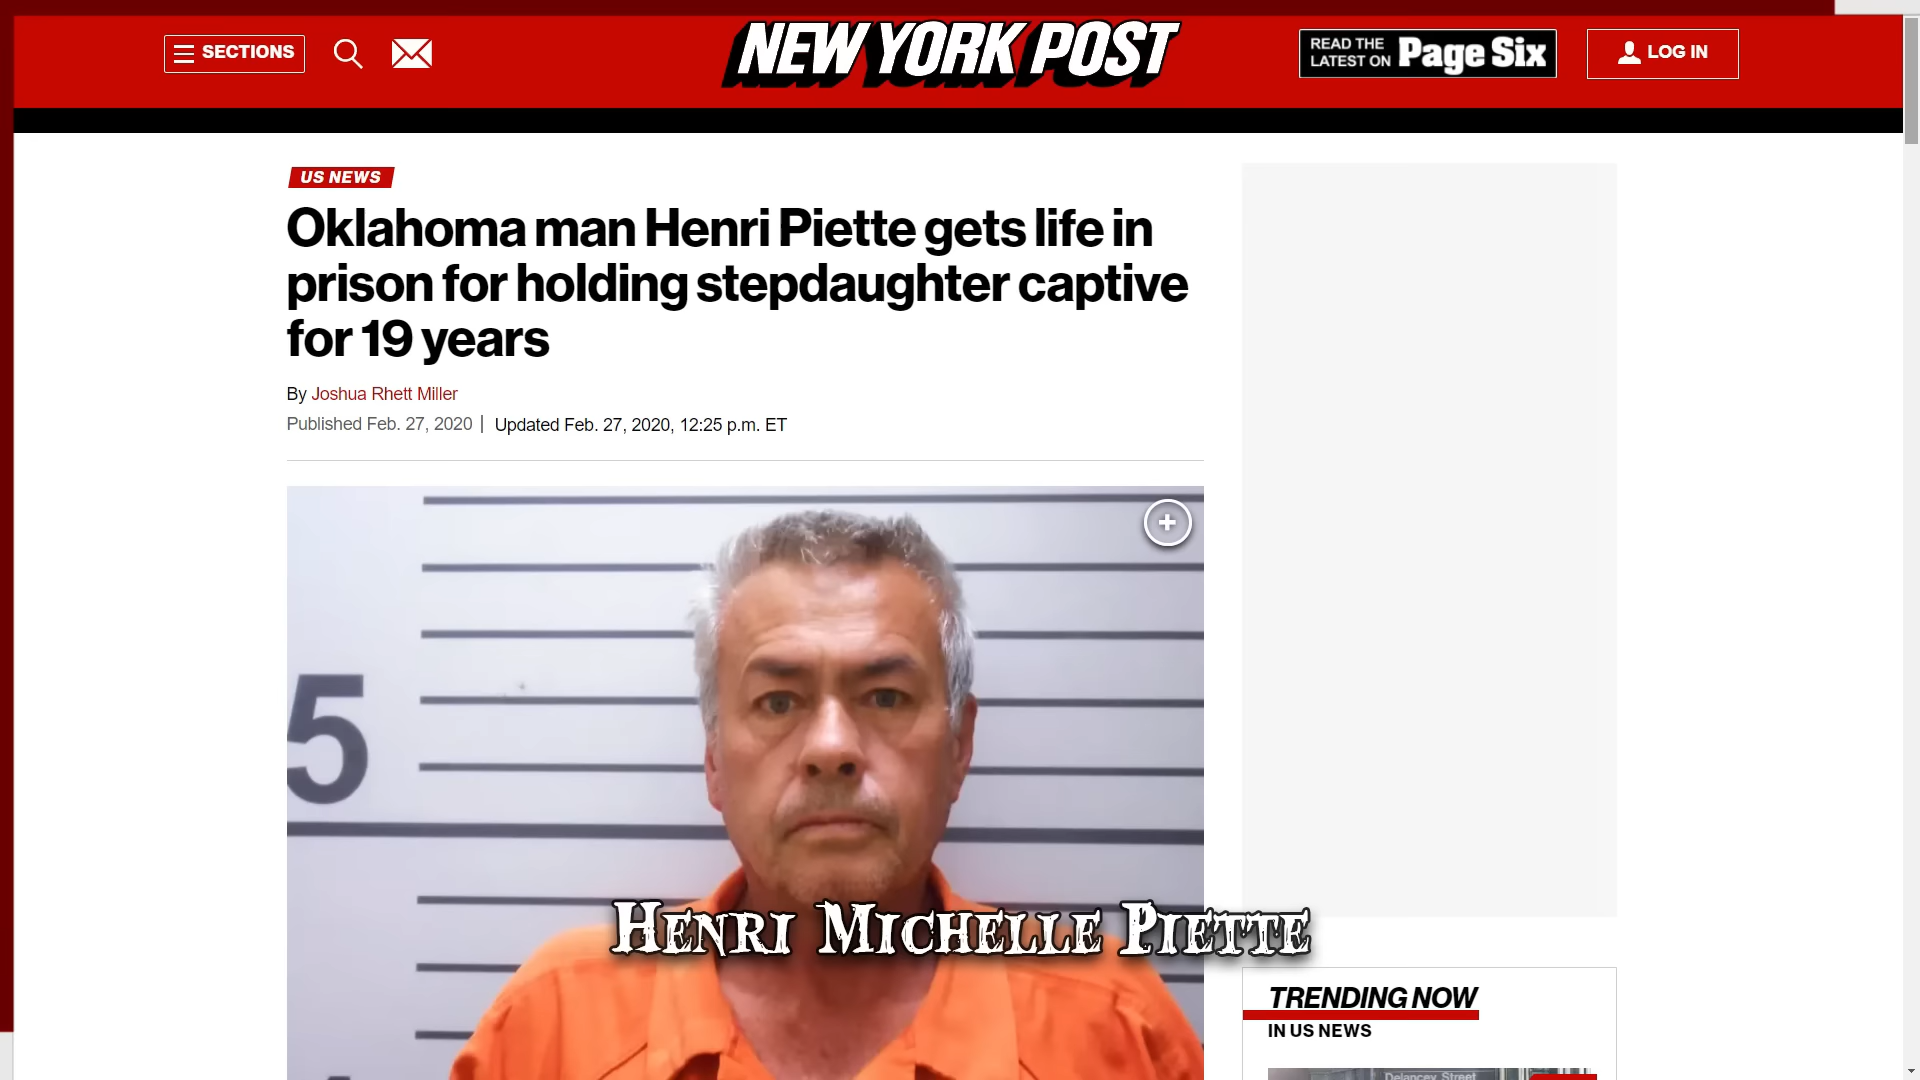 SECTIONS
NEW YORK POST
READ THE
LATEST ON
Page Six
LOG IN
US NEWS
Oklahoma man Henri Piette gets life in
prison for holding stepdaughter captive
for 19 years
By Joshua Rhett Miller
Published Feb. 27, 2020 | Updated Feb. 27, 2020, 12:25 p.m. ET
5
HENRI MICHELLE PIETTE
TRENDING NOW
IN US NEWS
Delancey Street